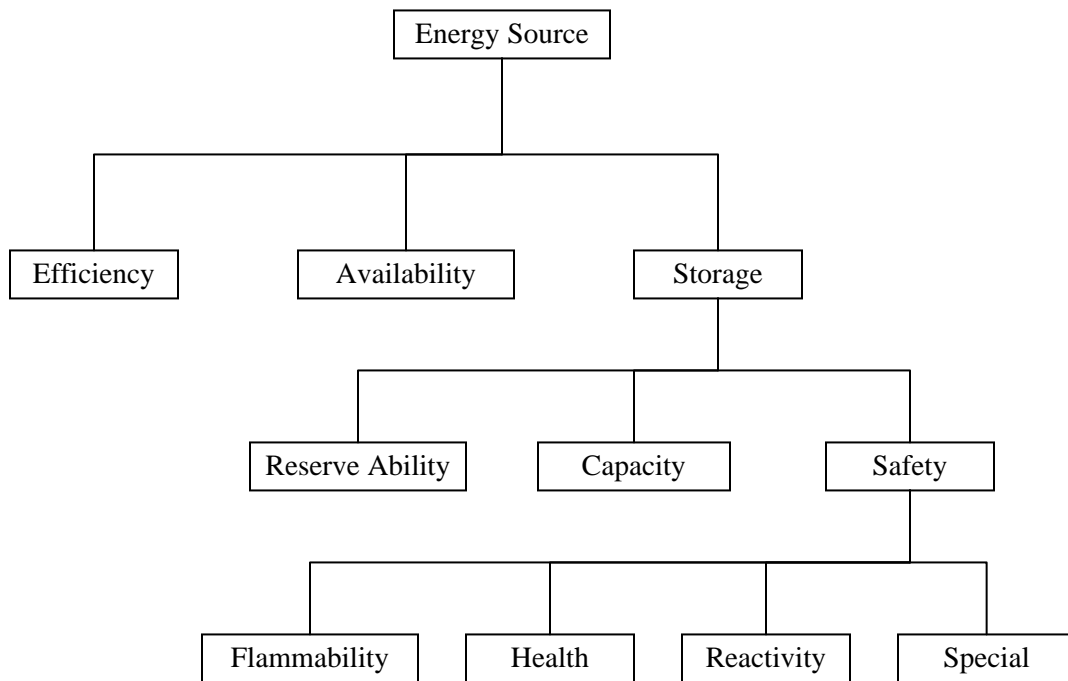 Energy Source
Efficiency
Availability
Storage
Reserve Ability
Capacity
Safety
Flammability
Health
Reactivity
Special